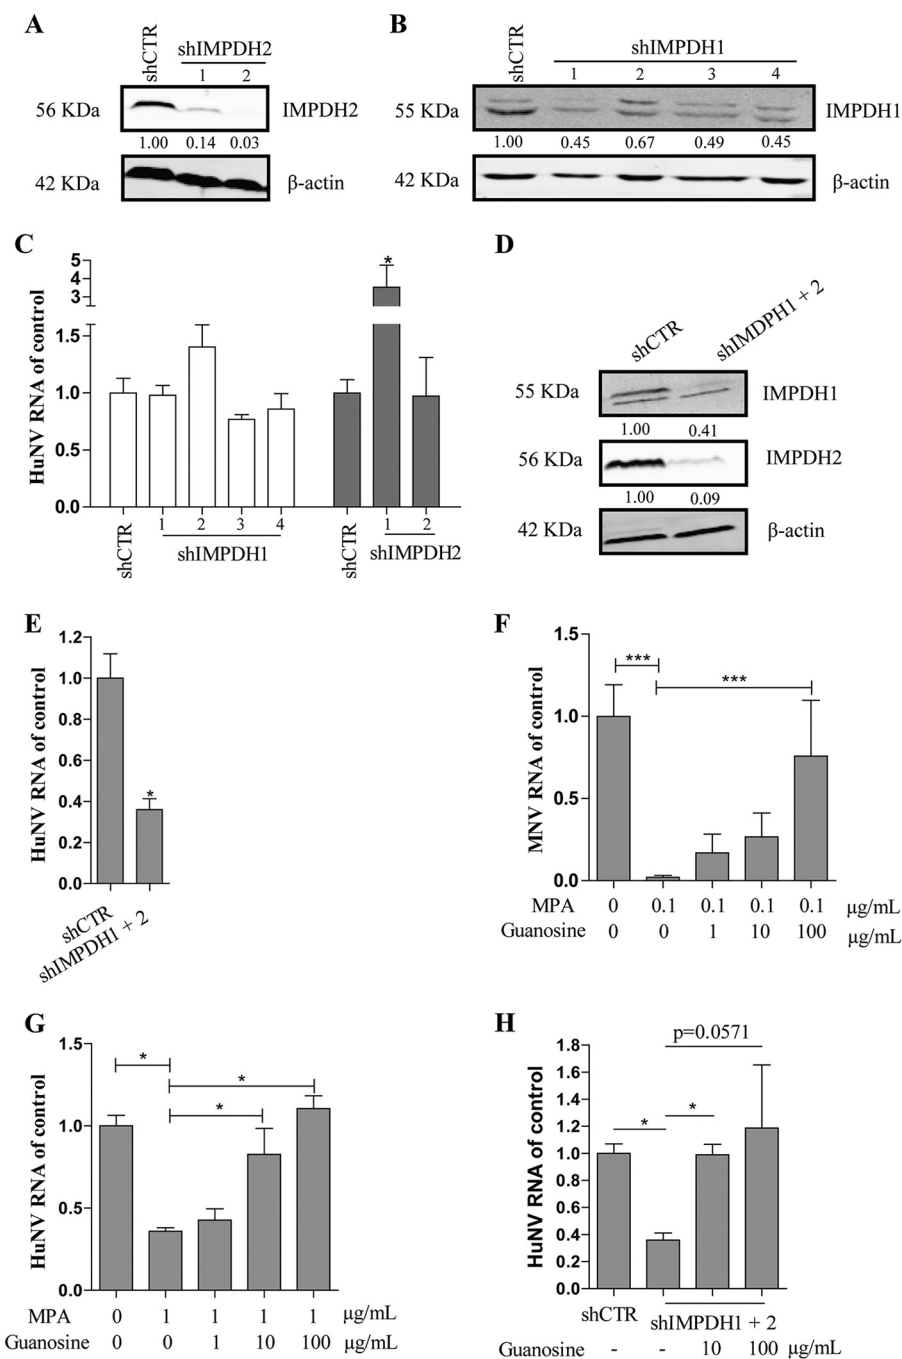 A
shCTR
shIMPDH2
1 2
56 KDa
IMPDH2
1.00 0.14 0.03
42 KDa
β-actin
B
shCTR
shIMPDH1
1 2 3 4
55 KDa
IMPDH1
1.00 0.45 0.67 0.49 0.45
42 KDa
β-actin
C
HuNV RNA of control
5
4
3
1.5
1.0
0.5
0.0
*
shCTR 1 2 3 4 shCTR 1 2
shIMPDH1 shIMPDH2
D
shCTR
shIMDPH1 + 2
55 KDa
IMPDH1
1.00 0.41
56 KDa
IMPDH2
1.00 0.09
42 KDa
β-actin
E
HuNV RNA of control
1.2
1.0
0.8
0.6
0.4
0.2
0.0
*
shCTR
shIMPDH1 + 2
F
MNV RNA of control
1.5
1.0
0.5
0.0
***
***
MPA 0 0.1 0.1 0.1 0.1 μg/mL
Guanosine 0 0 1 10 100 μg/mL
G
HuNV RNA of control
1.5
1.0
0.5
0.0
*
*
*
MPA 0 1 1 1 1 μg/mL
Guanosine 0 0 1 10 100 μg/mL
H
HuNV RNA of control
1.8
1.6
1.4
1.2
1.0
0.8
0.6
0.4
0.2
0.0
p=0.0571
*
*
shCTR shIMPDH1 + 2
Guanosine - - 10 100 μg/mL